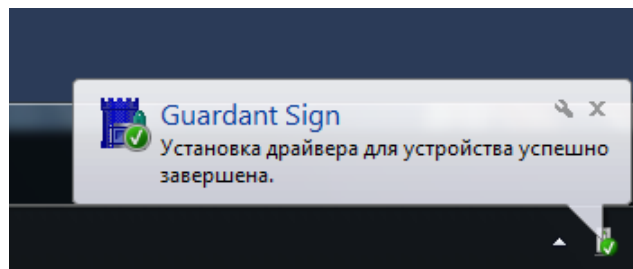 Guardant Sign
Установка драйвера для устройства успешно
завершена.